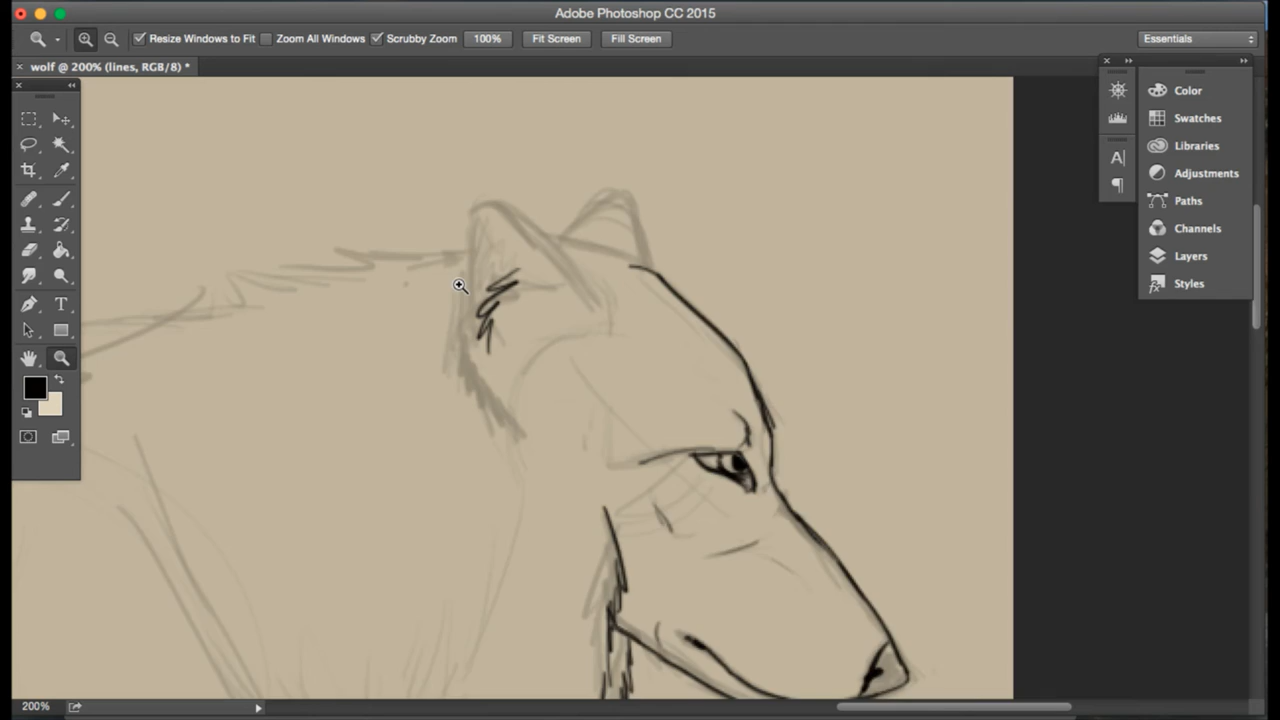 Adobe Photoshop CC 2015
Resize Windows to Fit Zoom All Windows Scrubby Zoom 100% Fit Screen Fill Screen Essentials
wolf @ 200% (lines, RGB/8) *
Color
Swatches
Libraries
Adjustments
Paths
Channels
Layers
Styles
200%